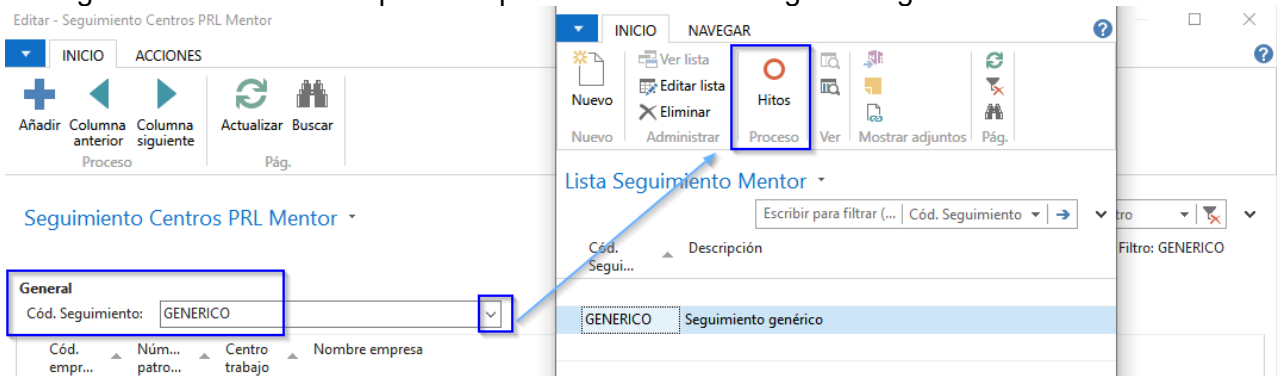 Editar - Seguimiento Centros PRL Mentor
INICIO ACCIONES
Añadir Columna anterior Columna siguiente Actualizar Buscar
Proceso Pág.
Seguimiento Centros PRL Mentor
General
Cód. Seguimiento: GENERICO
Cód. empr... Núm... patro... Centro trabajo Nombre empresa
INICIO NAVEGAR
Nuevo
Ver lista
Editar lista
Eliminar
Hitos
Nuevo Administrar Proceso Ver Mostrar adjuntos Pág.
Lista Seguimiento Mentor
Escribir para filtrar (... Cód. Seguimiento
Cód. Segui... Descripción
GENERICO Seguimiento genérico
tro
Filtro: GENERICO